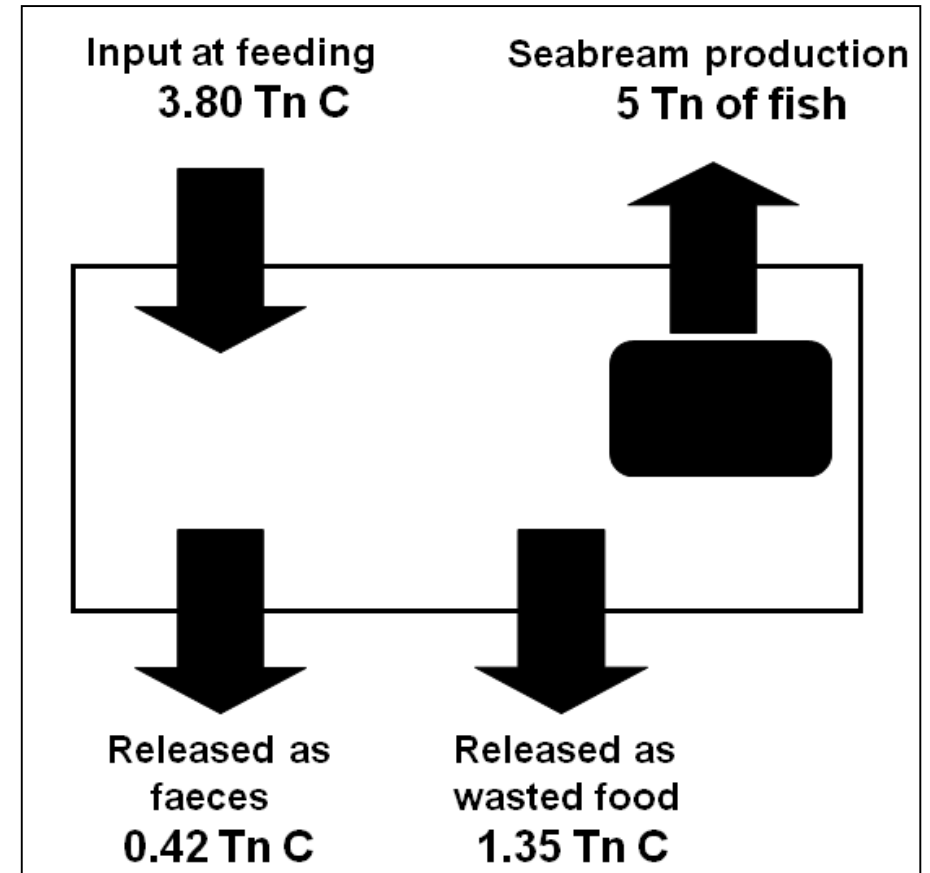 Input at feeding
3.80 Tn C
Seabream production
5 Tn of fish
Released as
faeces
0.42 Tn C
Released as
wasted food
1.35 Tn C